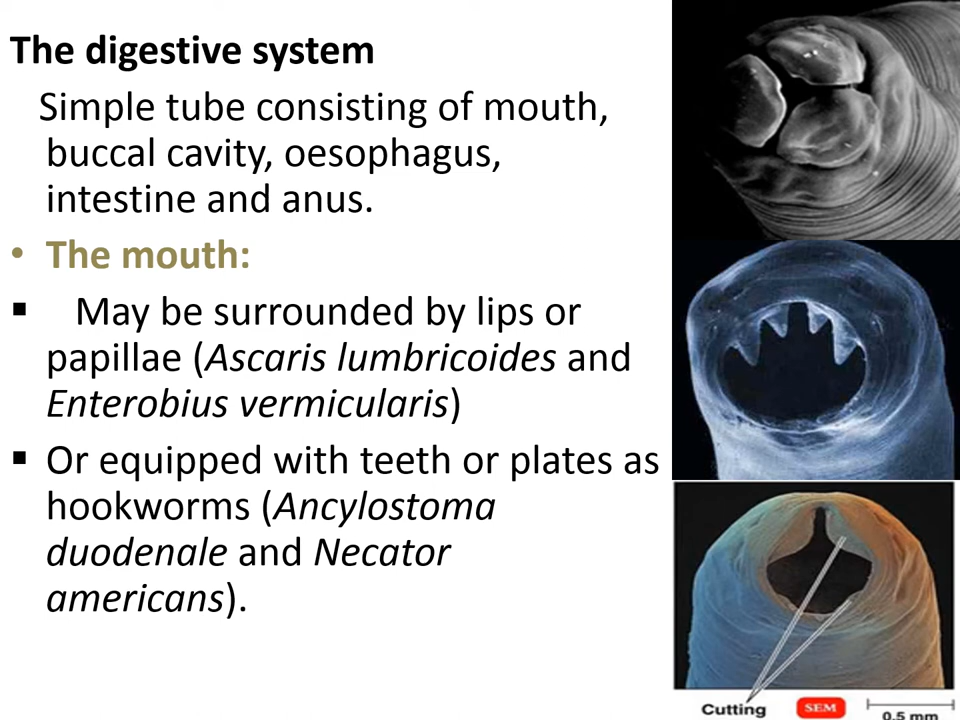 The digestive system
Simple tube consisting of mouth,
buccal cavity, oesophagus,
intestine and anus.
• The mouth:
▪ May be surrounded by lips or
papillae (Ascaris lumbricoides and
Enterobius vermicularis)
▪ Or equipped with teeth or plates as
hookworms (Ancylostoma
duodenale and Necator
americans).
Cutting
SEM
0.5 mm